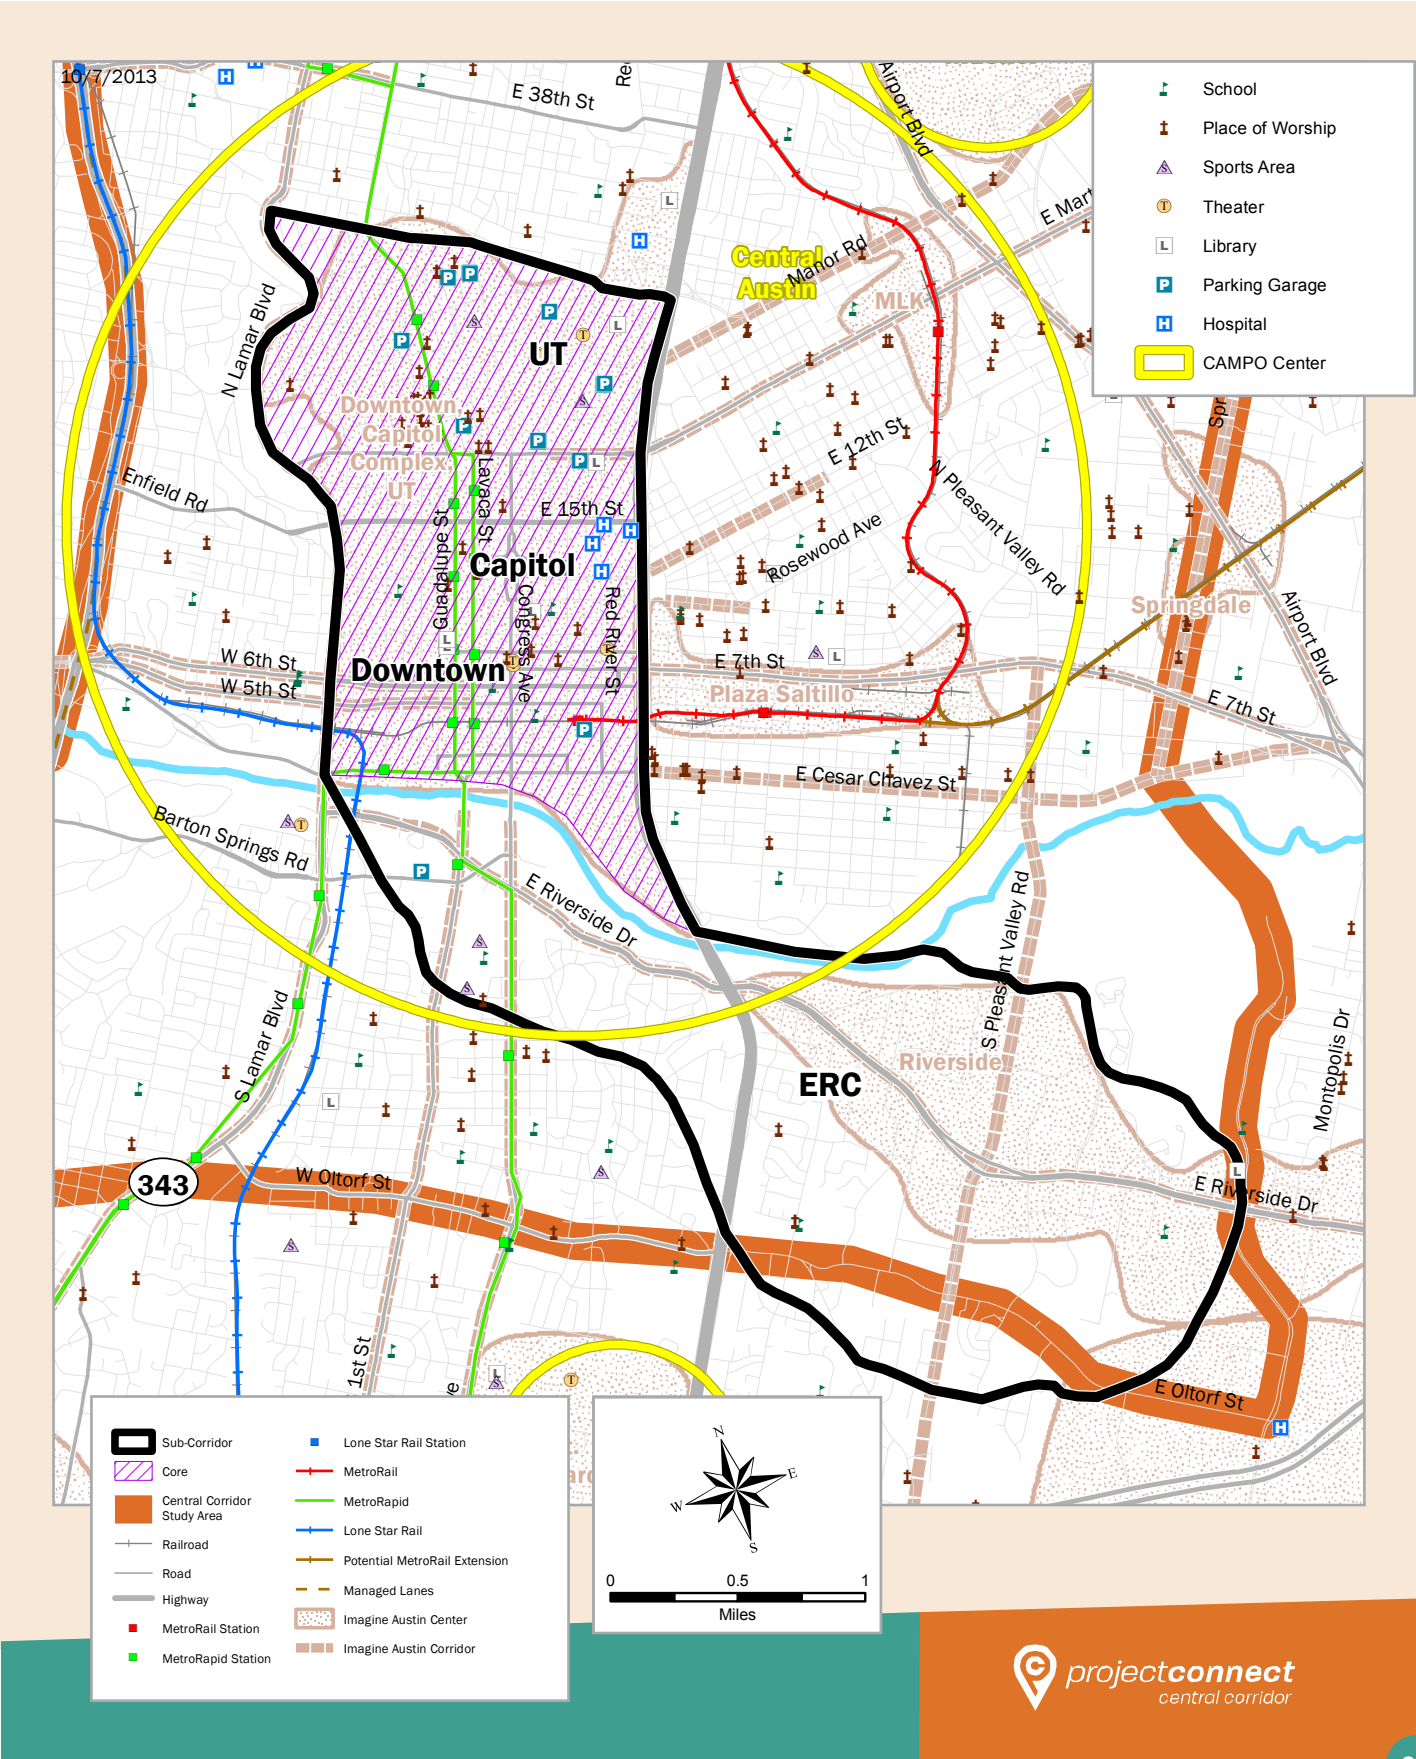 10/7/2013
E 38th St
Re
Airport Blvd
School
Place of Worship
Sports Area
Theater
Library
Parking Garage
Hospital
CAMPO Center
E Mart
Central
Austin
Manor Rd
MLK
N Lamar Blvd
UT
Downtown,
Capitol
Complex,
UT
Spr
E 12th St
N Pleasant Valley Rd
Enfield Rd
Lavaca St
Guadalupe St
E 15th St
Rosewood Ave
Capitol
Congress Ave
Red River St
Springdale
Airport Blvd
W 6th St
W 5th St
Downtown
E 7th St
Plaza Saltillo
E 7th St
E Cesar Chavez St
Barton Springs Rd
E Riverside Dr
S Pleasant Valley Rd
S Lamar Blvd
Riverside
ERC
Montopolis Dr
343
W Oltorf St
E Riverside Dr
1st St
ve
E Oltorf St
ard
Sub-Corridor
Core
Central Corridor
Study Area
Railroad
Road
Highway
MetroRail Station
MetroRapid Station
Lone Star Rail Station
MetroRail
MetroRapid
Lone Star Rail
Potential MetroRail Extension
Managed Lanes
Imagine Austin Center
Imagine Austin Corridor
N
E
W
S
0 0.5 1
Miles
projectconnect
central corridor